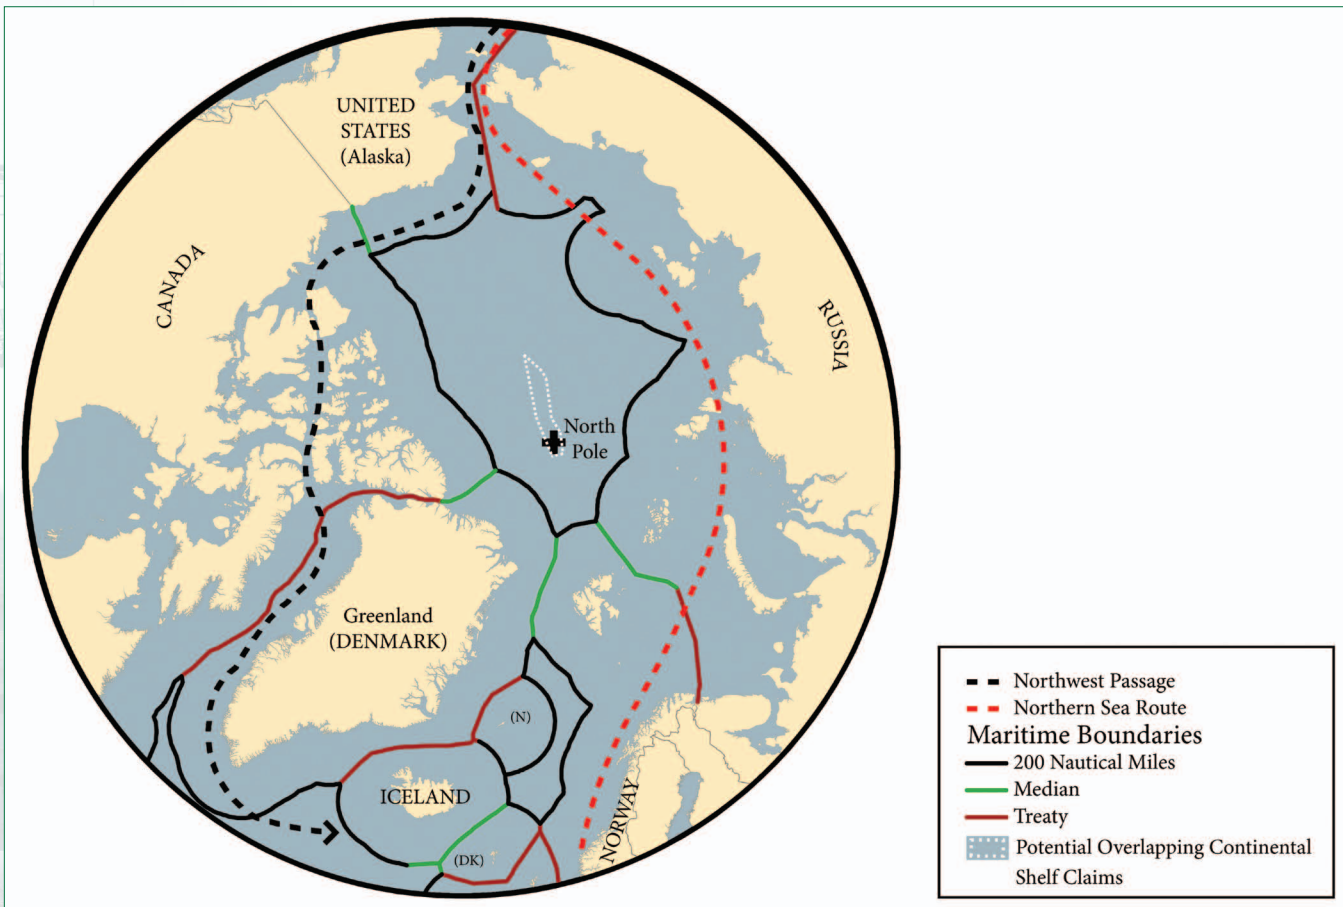 UNITED
STATES
(Alaska)
CANADA
RUSSIA
North
Pole
Greenland
(DENMARK)
(N)
ICELAND
(DK)
NORWAY
Northwest Passage
Northern Sea Route
Maritime Boundaries
200 Nautical Miles
Median
Treaty
Potential Overlapping Continental
Shelf Claims